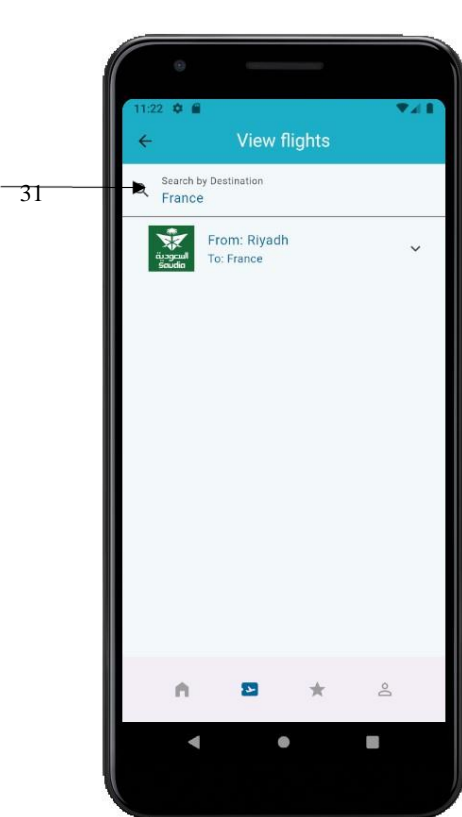 11:22
View flights
Search by Destination
31
France
From: Riyadh
السعودية
To: France
Saudia